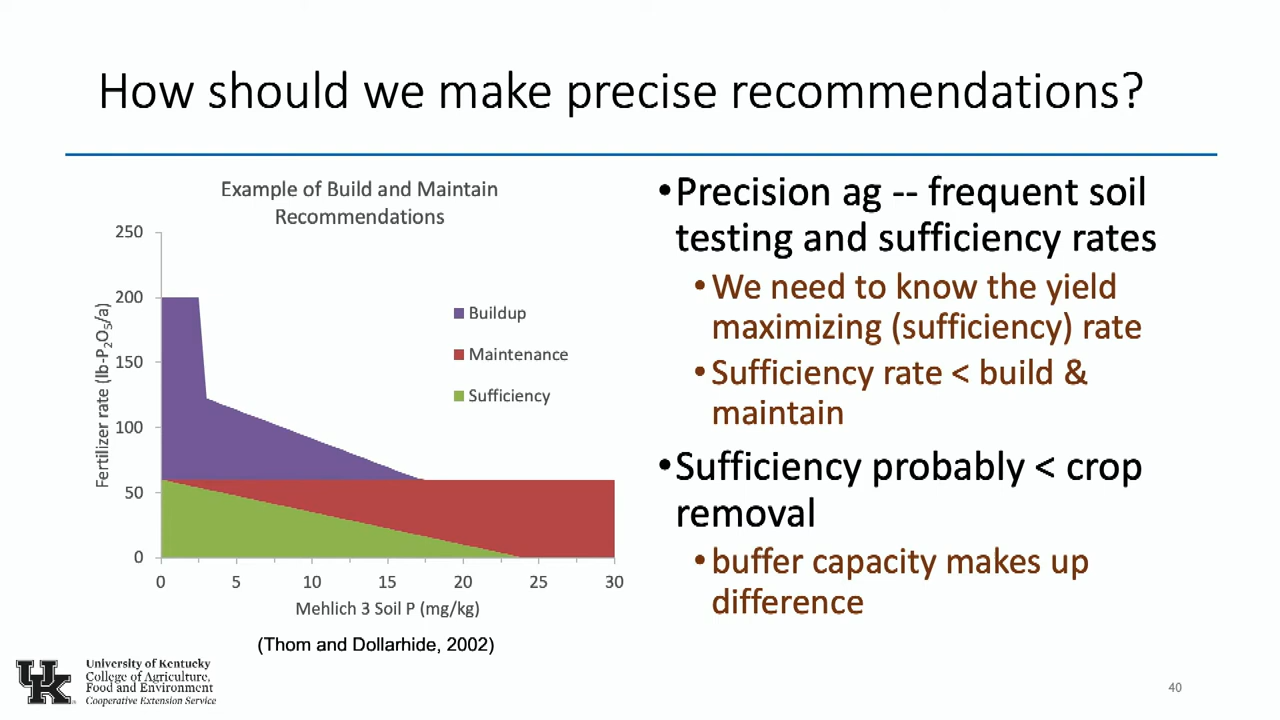 How should we make precise recommendations?
Example of Build and Maintain
Recommendations
250
200
150
100
50
0
Fertilizer rate (lb-P₂O₅/a)
Buildup
Maintenance
Sufficiency
0 5 10 15 20 25 30
Mehlich 3 Soil P (mg/kg)
(Thom and Dollarhide, 2002)
•Precision ag -- frequent soil
testing and sufficiency rates
•We need to know the yield
maximizing (sufficiency) rate
•Sufficiency rate < build &
maintain
•Sufficiency probably < crop
removal
•buffer capacity makes up
difference
UK
University of Kentucky
College of Agriculture,
Food and Environment
Cooperative Extension Service
40